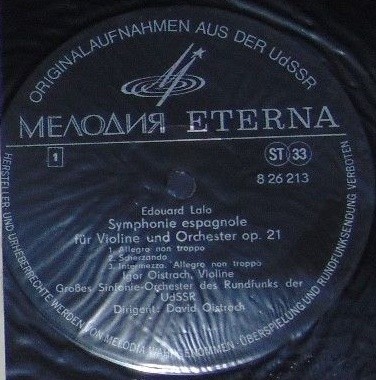 ORIGINALAUFNAHMEN AUS DER UdSSR
МЕЛОДИЯ ETERNA
1
ST 33
8 26 213
Edouard Lalo
Symphonie espagnole
für Violine und Orchester op. 21
1. Allegro non troppo
2. Scherzando
3. Intermezzo. Allegro non troppo
Igor Oistrach, Violine
Großes Sinfonie-Orchester des Rundfunks der
UdSSR
Dirigent: David Oistrach
HERSTELLER UND URHEBERRECHTE WERDEN VON MELODIA WAHRGENOMMEN · ÜBERSPIELUNG UND RUNDFUNKSENDUNG VERBOTEN